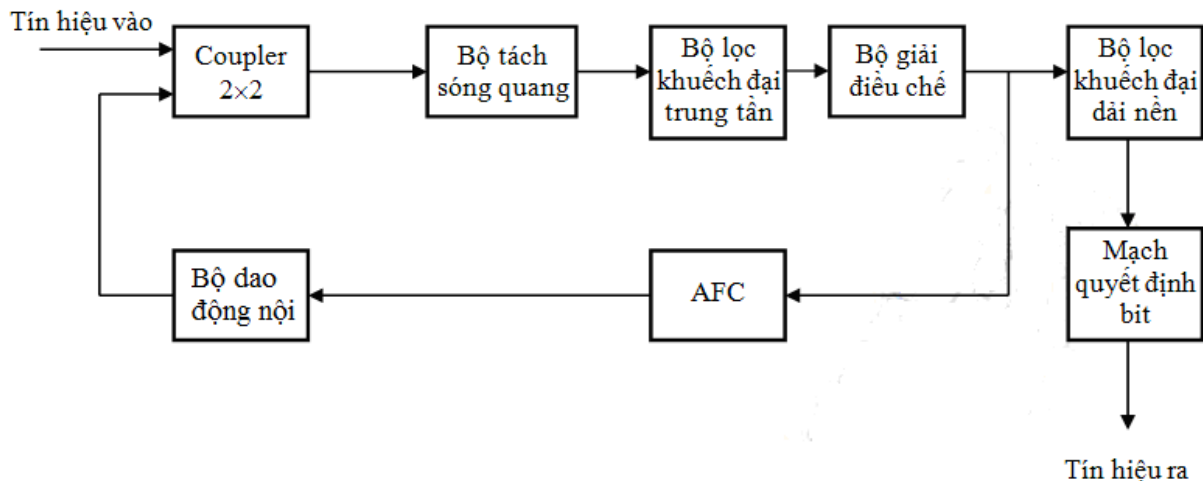 Tín hiệu vào
Coupler
2×2
Bộ tách
sóng quang
Bộ lọc
khuếch đại
trung tần
Bộ giải
điều chế
Bộ lọc
khuếch đại
dải nền
Bộ dao
động nội
AFC
Mạch
quyết định
bit
Tín hiệu ra